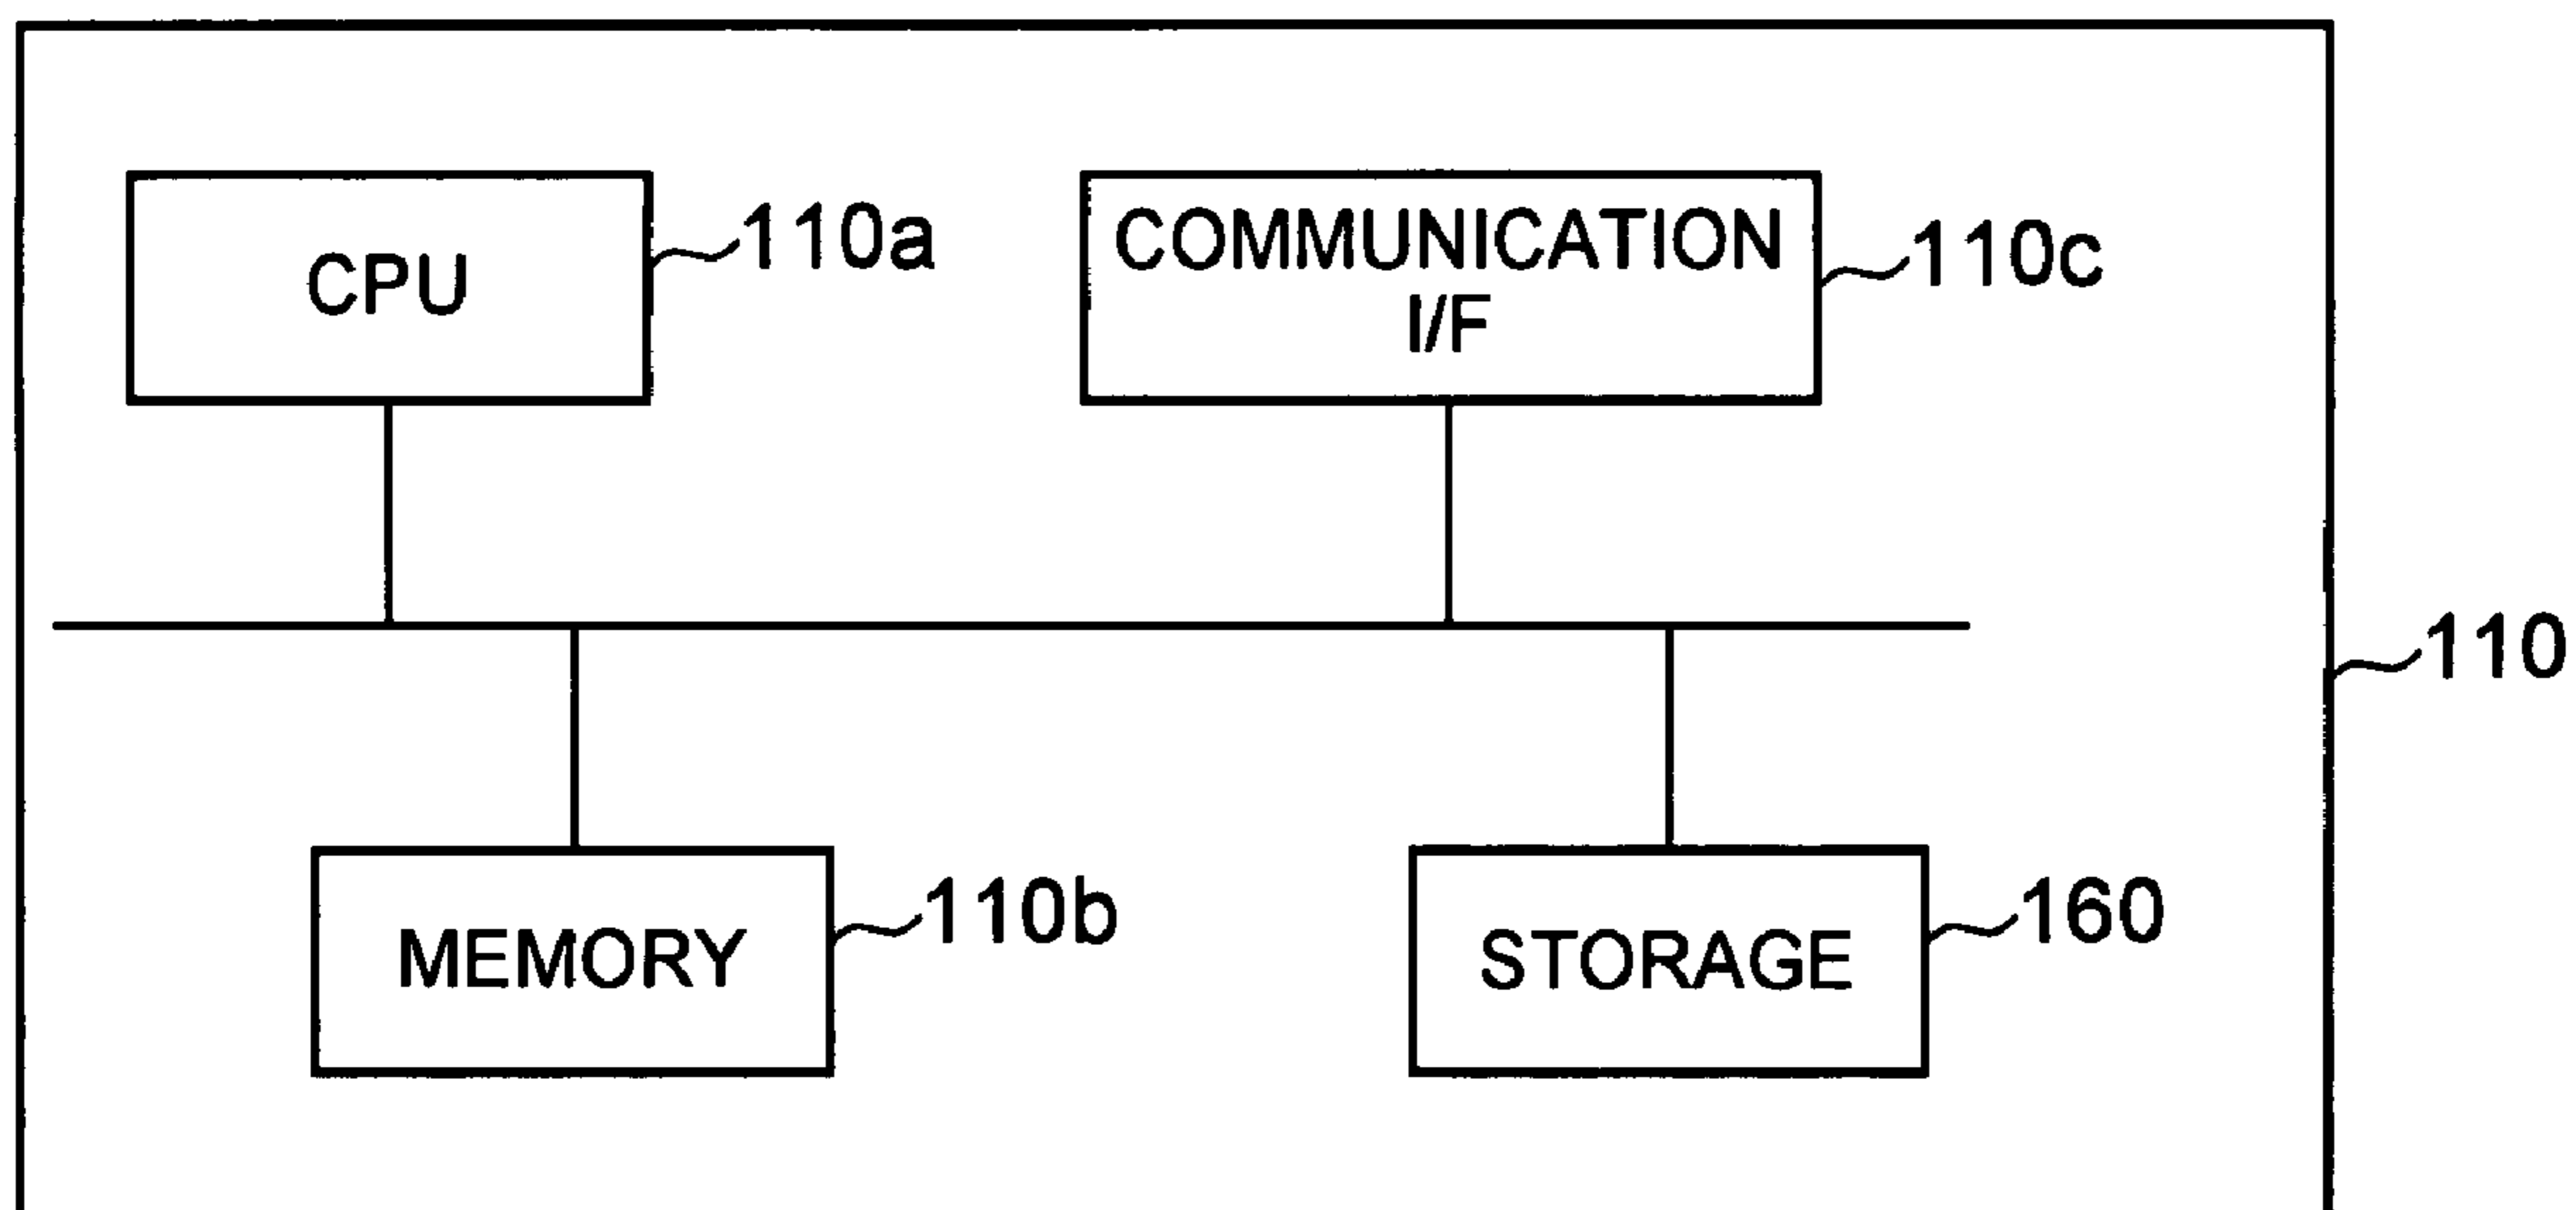 CPU
110a
COMMUNICATION
I/F
110c
110
MEMORY
110b
STORAGE
160